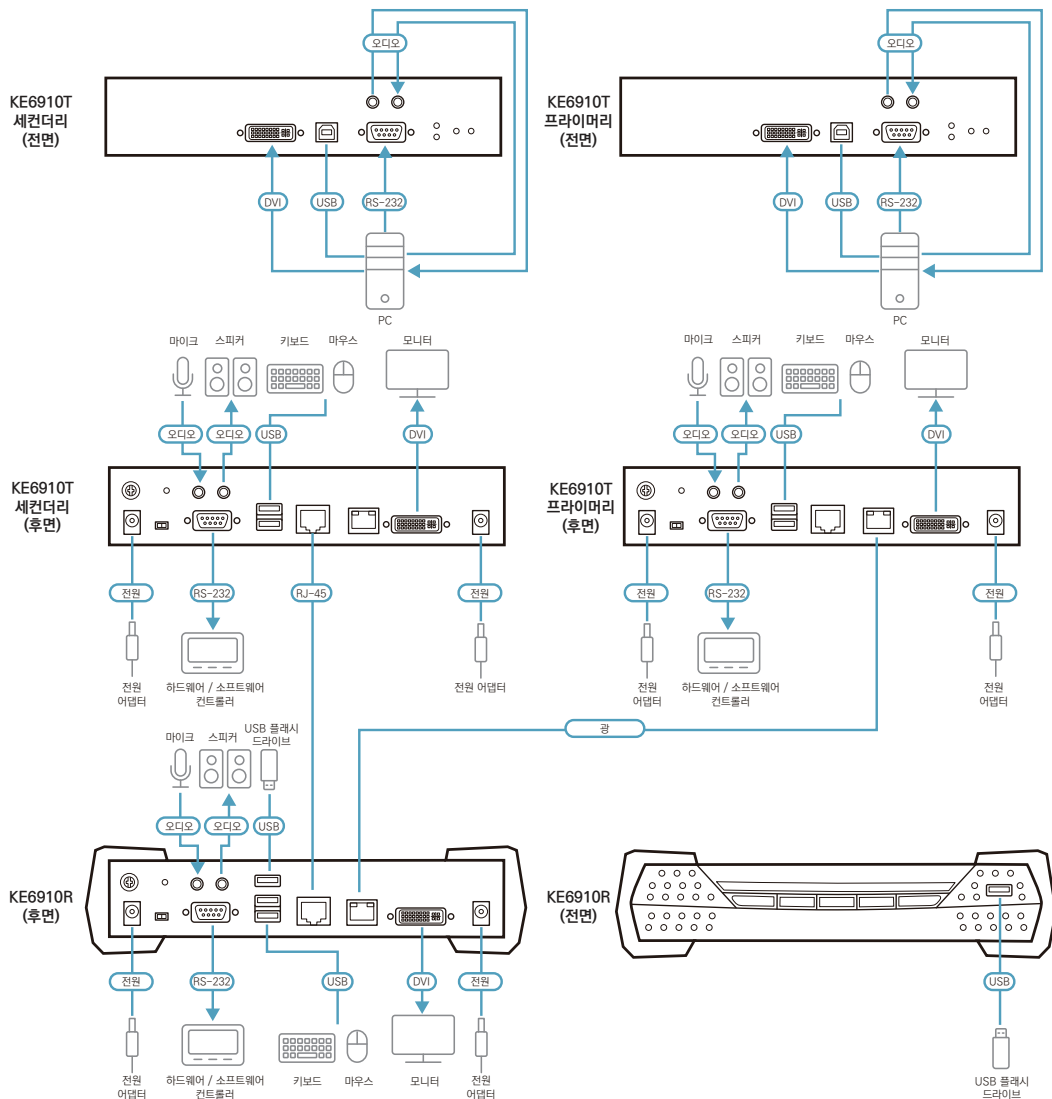 오디오
오디오
KE6910T
세컨더리
(전면)
KE6910T
프라이머리
(전면)
DVI
USB
RS-232
DVI
USB
RS-232
PC
PC
마이크
스피커
키보드
마우스
모니터
마이크
스피커
키보드
마우스
모니터
오디오
오디오
USB
DVI
오디오
오디오
USB
DVI
KE6910T
세컨더리
(후면)
KE6910T
프라이머리
(후면)
전원
RS-232
RJ-45
전원
전원
RS-232
전원
전원
어댑터
하드웨어 / 소프트웨어
컨트롤러
전원 어댑터
전원
어댑터
하드웨어 / 소프트웨어
컨트롤러
전원
어댑터
광
마이크
스피커
USB 플래시
드라이브
오디오
오디오
USB
KE6910R
(후면)
KE6910R
(전면)
전원
RS-232
USB
DVI
전원
USB
전원
어댑터
하드웨어 / 소프트웨어
컨트롤러
키보드
마우스
모니터
전원
어댑터
USB 플래시
드라이브